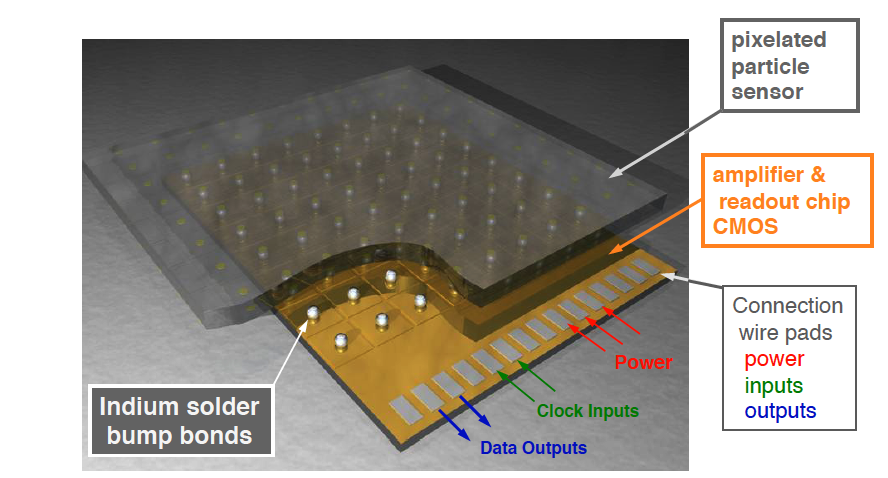 pixelated
particle
sensor
amplifier &
readout chip
CMOS
Connection
wire pads
power
inputs
outputs
Power
Clock Inputs
Data Outputs
Indium solder
bump bonds